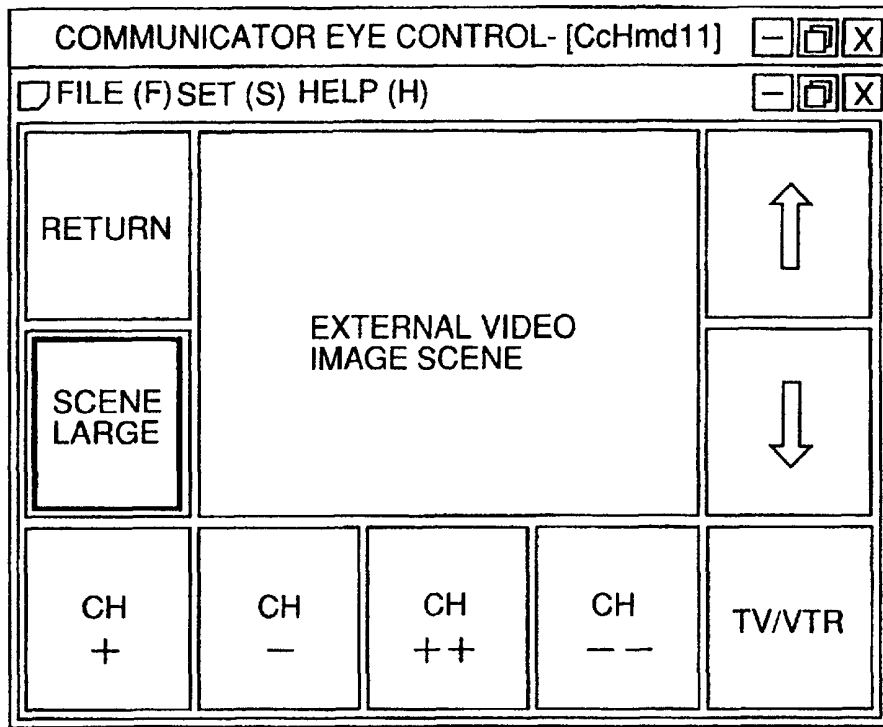 COMMUNICATOR EYE CONTROL- [CcHmd11]
FILE (F) SET (S) HELP (H)
RETURN
EXTERNAL VIDEO
IMAGE SCENE
SCENE
LARGE
CH
+
CH
−
CH
++
CH
−−
TV/VTR